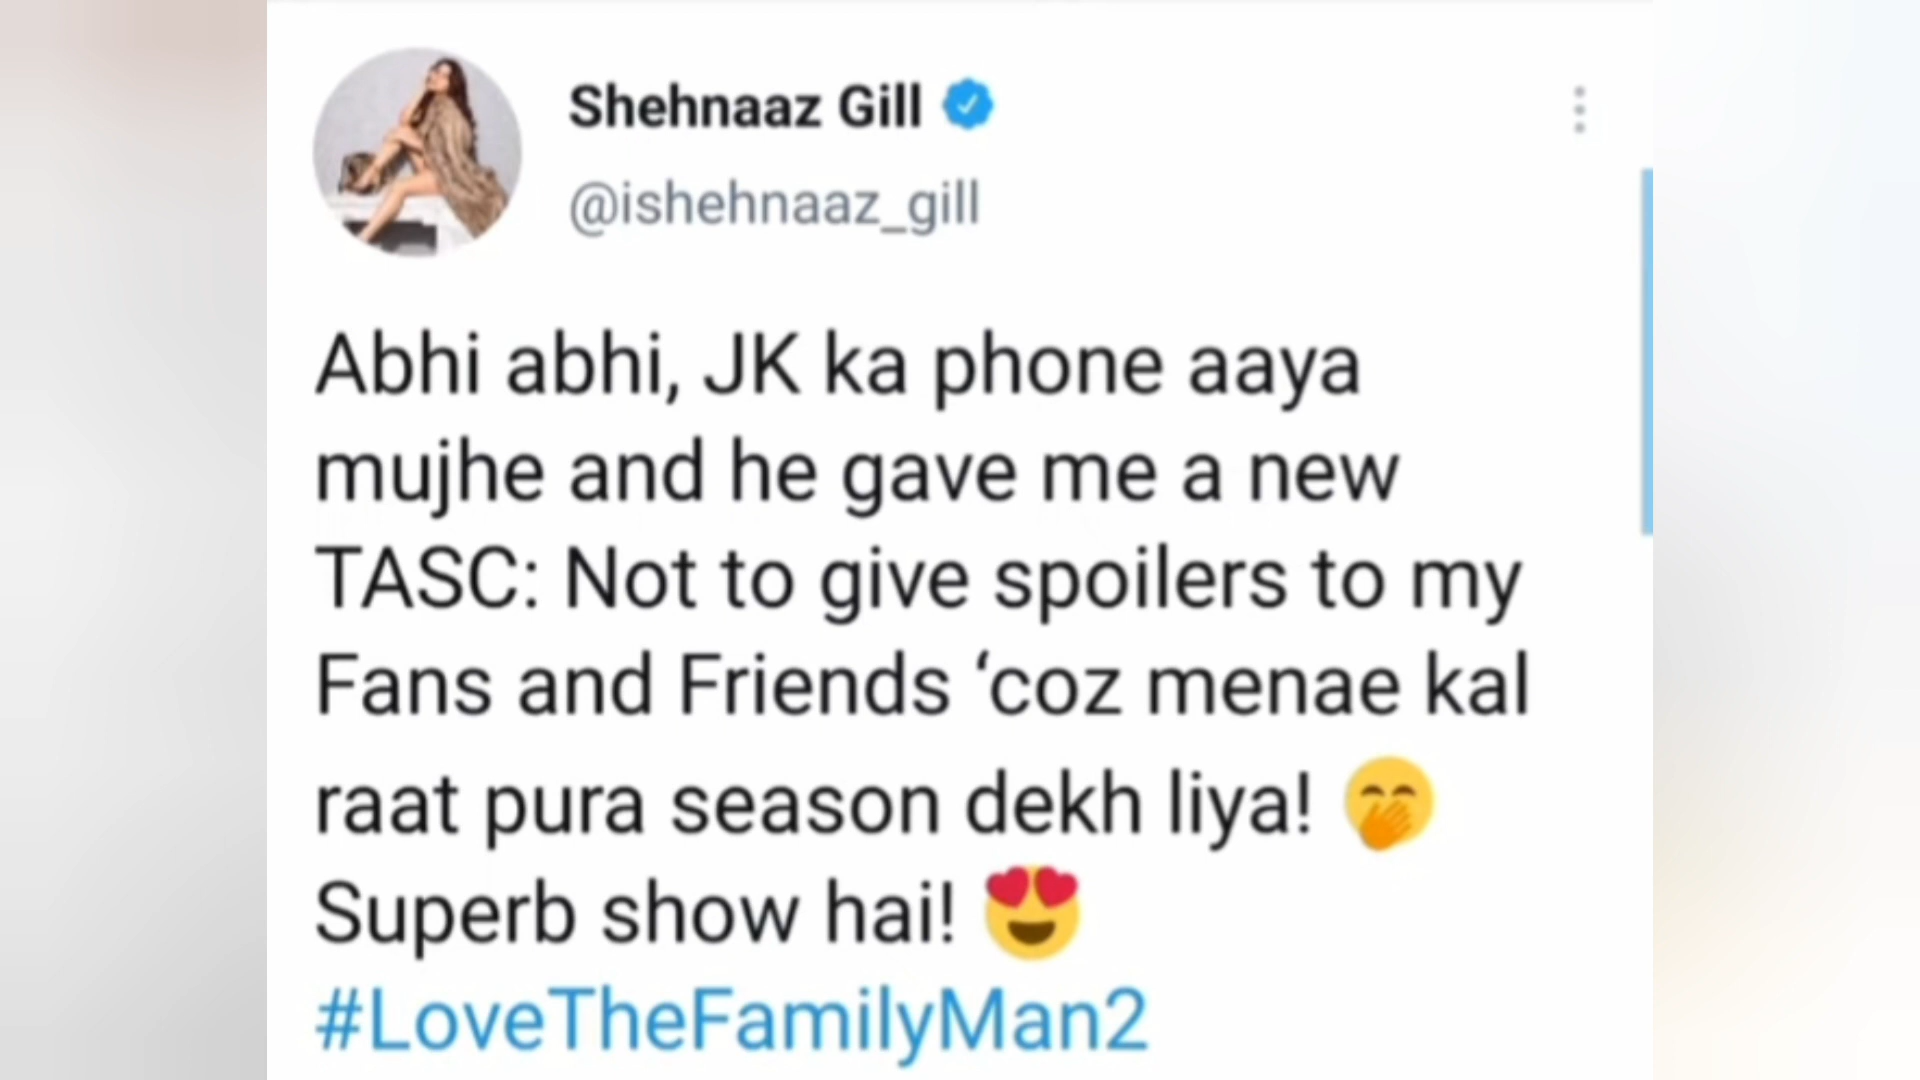 Shehnaaz Gill
@ishehnaaz_gill
Abhi abhi, JK ka phone aaya
mujhe and he gave me a new
TASC: Not to give spoilers to my
Fans and Friends ‘coz menae kal
raat pura season dekh liya! 🤭
Superb show hai! 😍
#LoveTheFamilyMan2